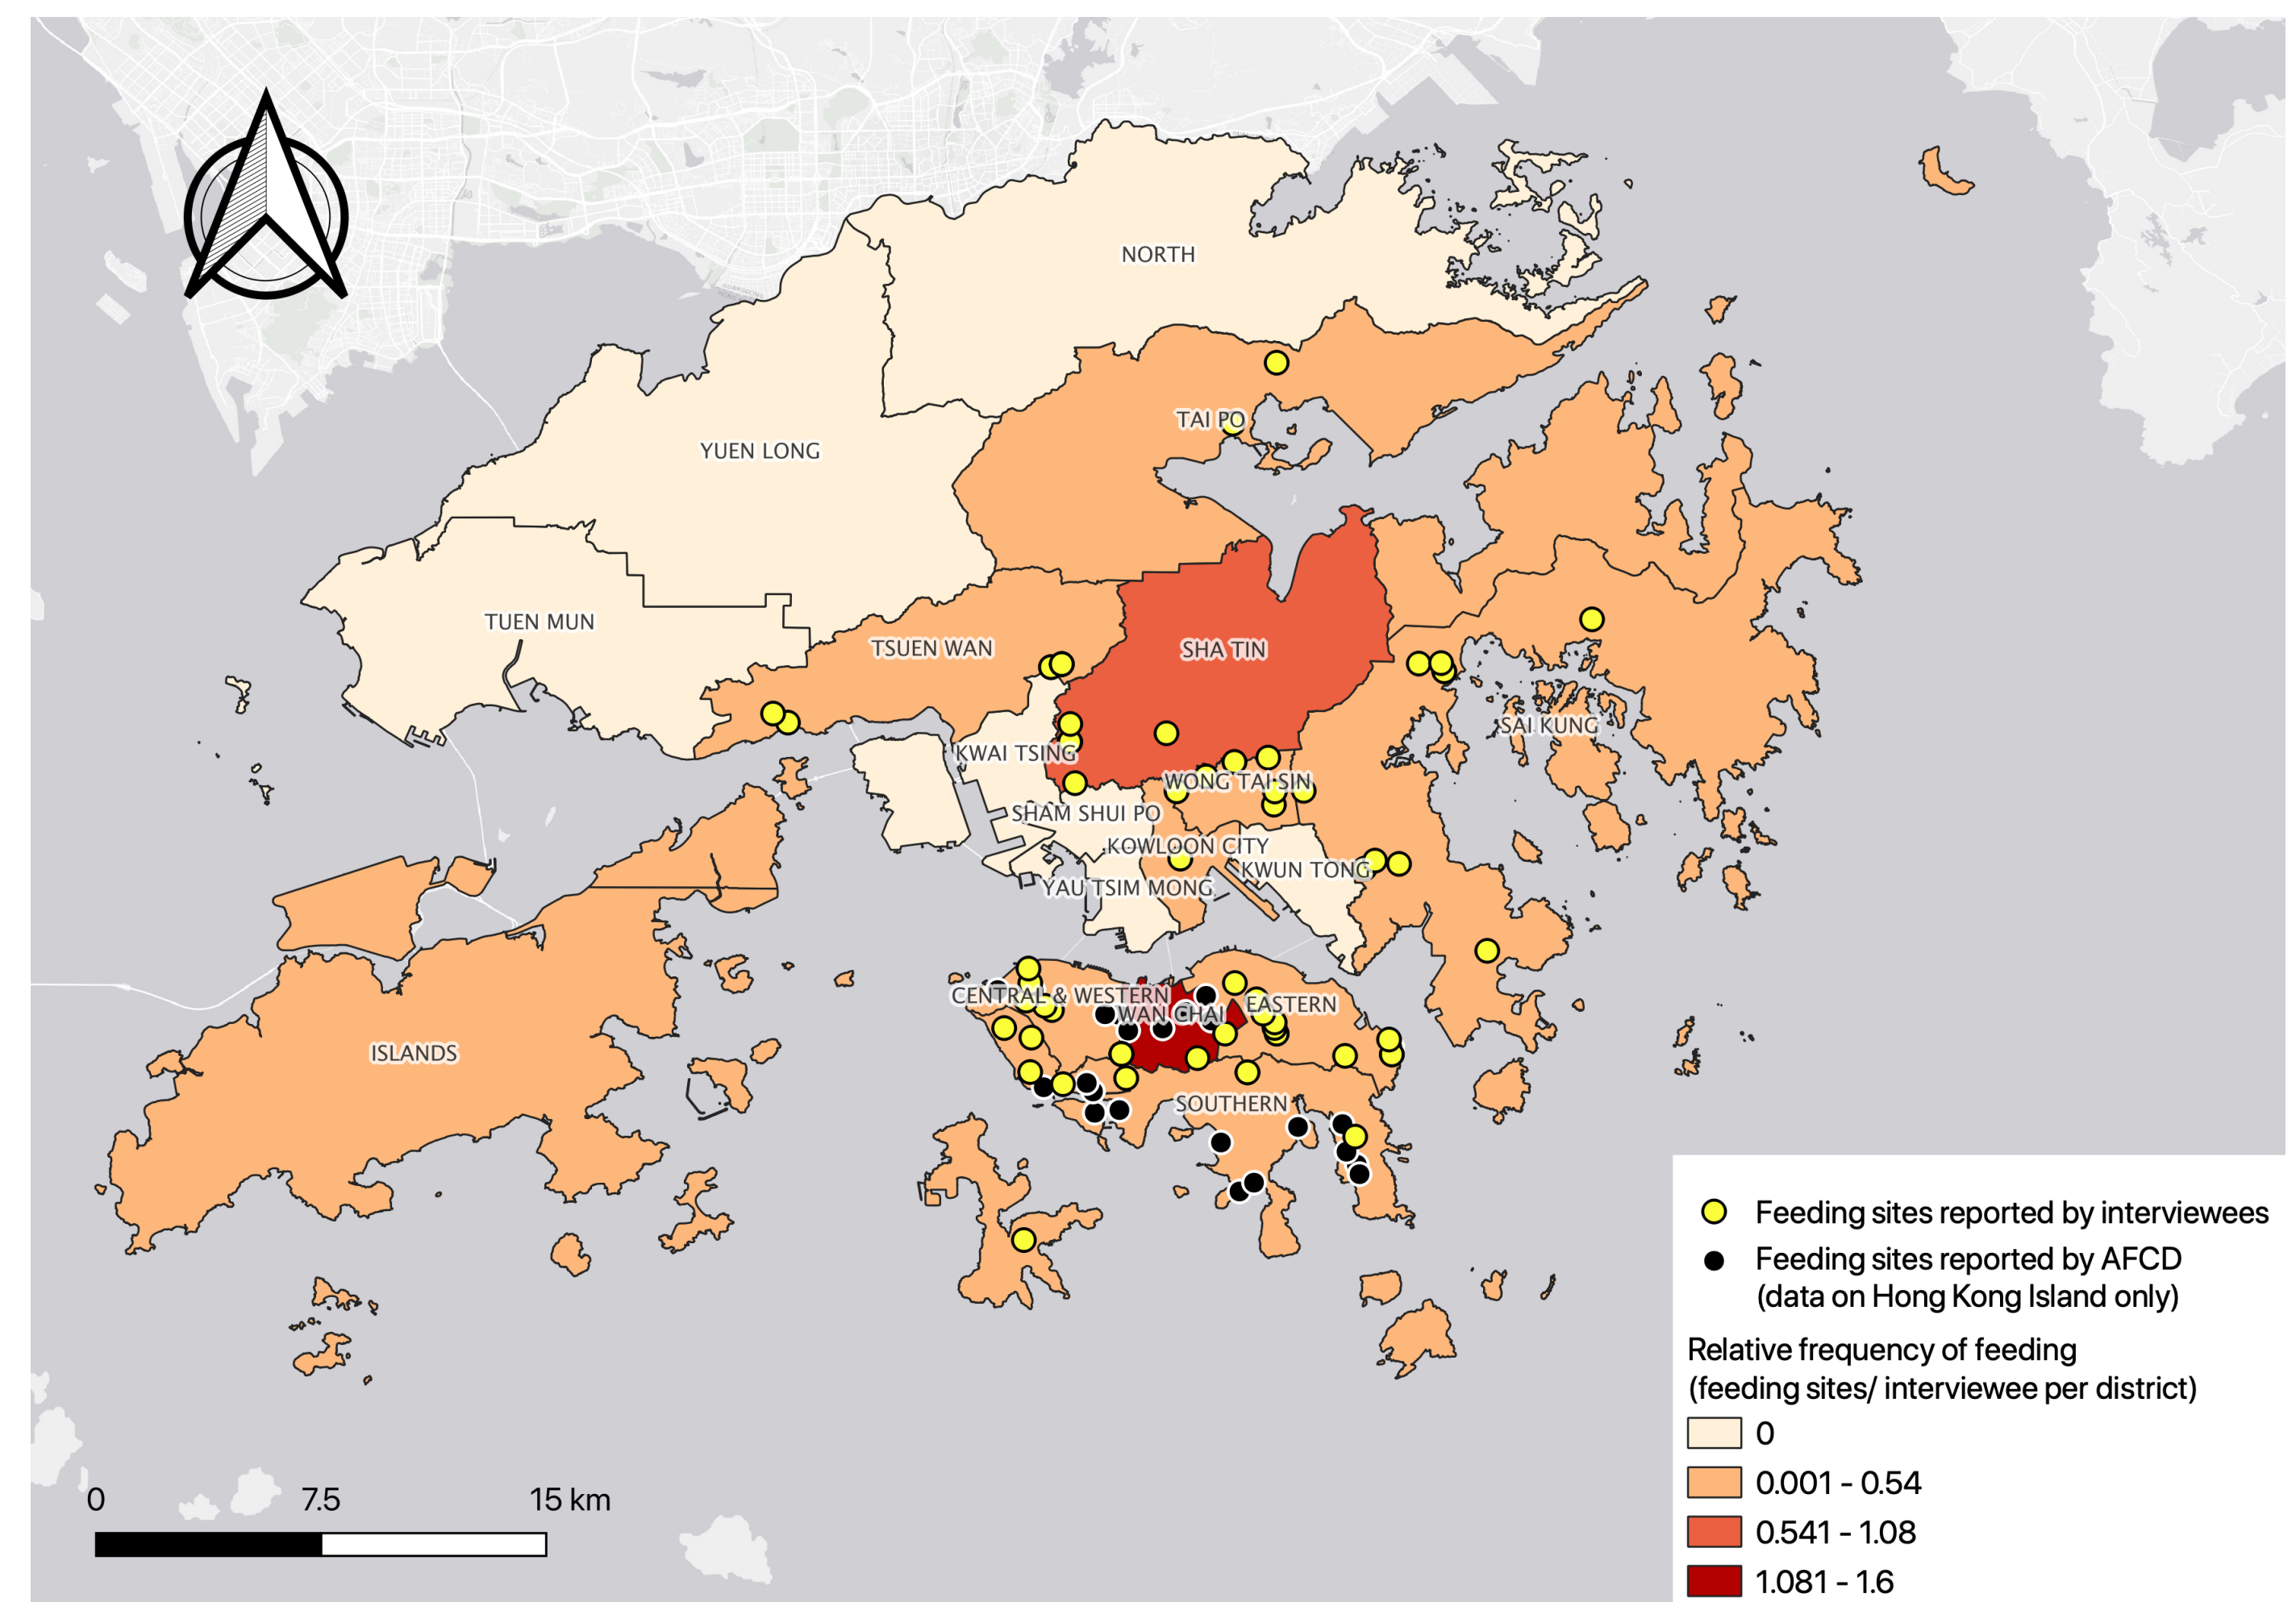 NORTH
TAI PO
YUEN LONG
TUEN MUN
TSUEN WAN
SHA TIN
SAI KUNG
KWAI TSING
WONG TAI SIN
SHAM SHUI PO
KOWLOON CITY
KWUN TONG
YAU TSIM MONG
CENTRAL & WESTERN
WAN CHAI
EASTERN
ISLANDS
SOUTHERN
Feeding sites reported by interviewees
Feeding sites reported by AFCD
(data on Hong Kong Island only)
Relative frequency of feeding
(feeding sites/ interviewee per district)
0
0.001 - 0.54
0.541 - 1.08
1.081 - 1.6
0 7.5 15 km